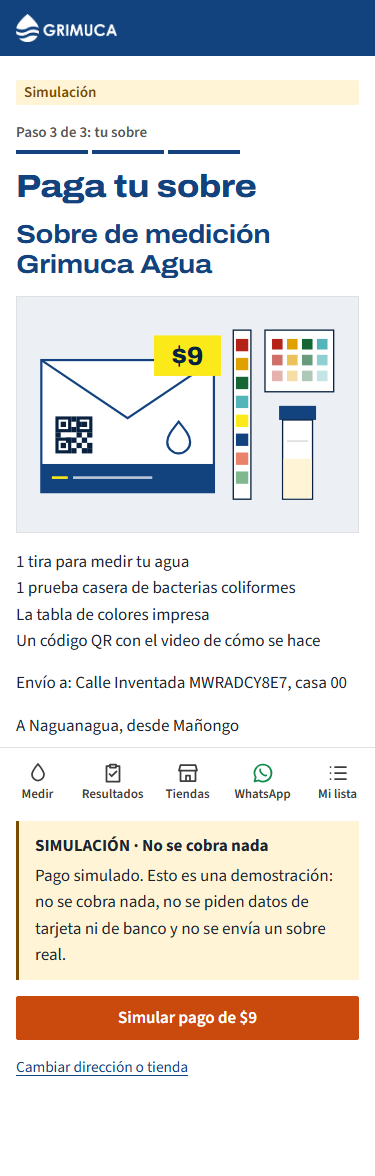 GRIMUCA
Simulación
Paso 3 de 3: tu sobre
Paga tu sobre
Sobre de medición
Grimuca Agua
$9
1 tira para medir tu agua
1 prueba casera de bacterias coliformes
La tabla de colores impresa
Un código QR con el video de cómo se hace
Envío a: Calle Inventada MWRADCY8E7, casa 00
A Naguanagua, desde Mañongo
Medir
Resultados
Tiendas
WhatsApp
Mi lista
SIMULACIÓN · No se cobra nada
Pago simulado. Esto es una demostración:
no se cobra nada, no se piden datos de
tarjeta ni de banco y no se envía un sobre
real.
Simular pago de $9
Cambiar dirección o tienda